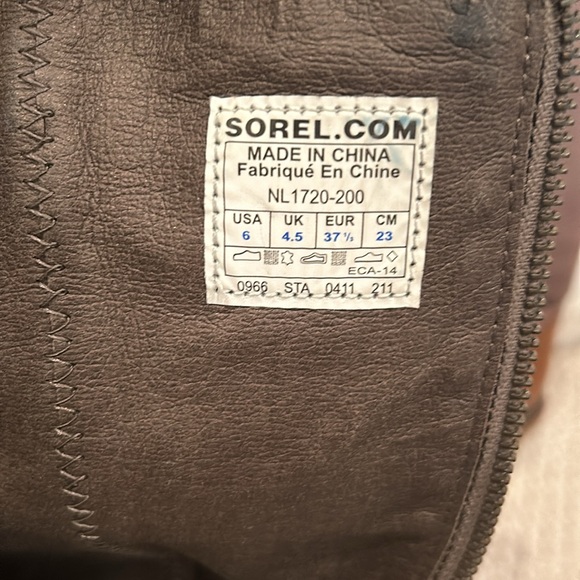 SOREL.COM
MADE IN CHINA
Fabriqué En Chine
NL1720-200
USA UK EUR CM
6 4.5 37 ⅓ 23
ECA-14
0966 STA 0411 211